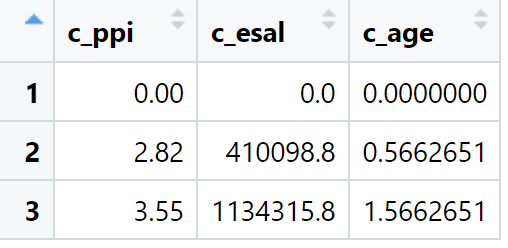 c_ppi c_esal c_age
1 0.00 0.0 0.0000000
2 2.82 410098.8 0.5662651
3 3.55 1134315.8 1.5662651